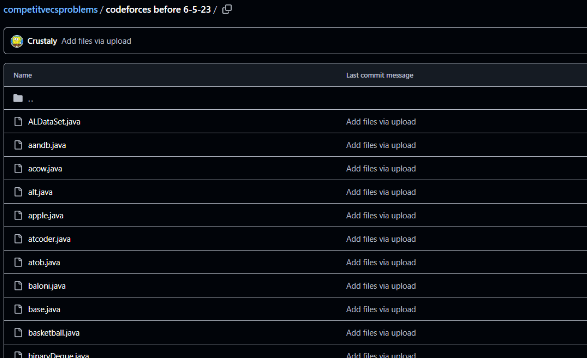 competitvecsproblems / codeforces before 6-5-23 /
Crustaly Add files via upload
Name Last commit message
..
ALDataSet.java Add files via upload
aandb.java Add files via upload
acow.java Add files via upload
alt.java Add files via upload
apple.java Add files via upload
atcoder.java Add files via upload
atob.java Add files via upload
baloni.java Add files via upload
base.java Add files via upload
basketball.java Add files via upload
binaryDeque.java Add files via upload